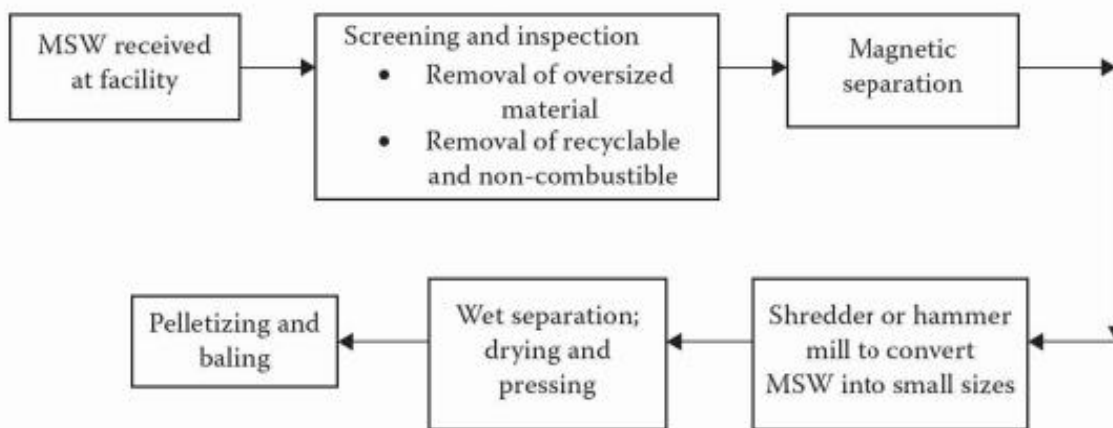 MSW received
at facility
Screening and inspection
• Removal of oversized
material
• Removal of recyclable
and non-combustible
Magnetic
separation
Shredder or hammer
mill to convert
MSW into small sizes
Wet separation;
drying and
pressing
Pelletizing and
baling